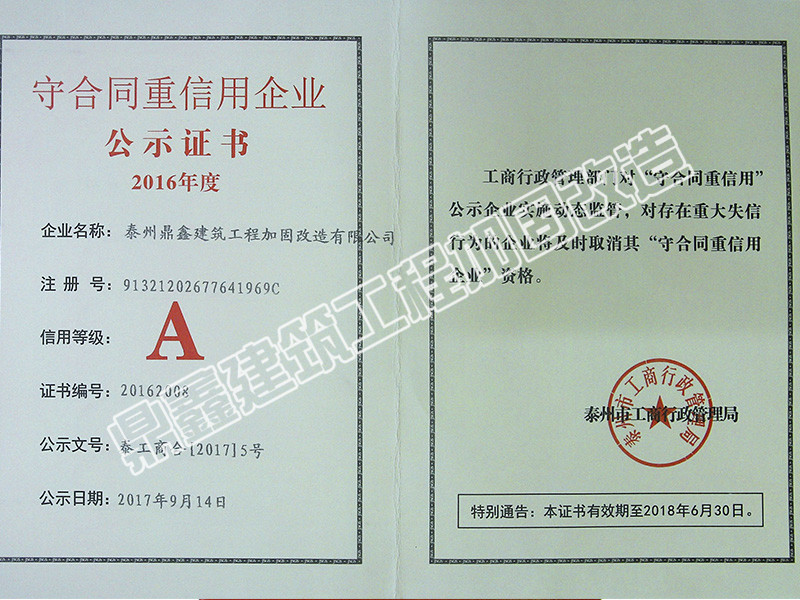 守合同重信用企业
公示证书
2016年度
企业名称：泰州鼎鑫建筑工程加固改造有限公司
注 册 号：91321202677641969C
信用等级：A
证书编号：20162008
公示文号：泰工商合[2017]5号
公示日期：2017年9月14日
工商行政管理部门对“守合同重信用”
公示企业实施动态监管，对存在重大失信
行为的企业将及时取消其“守合同重信用
企业”资格。
泰州市工商行政管理局
泰州市工商行政管理局
特别通告：本证书有效期至2018年6月30日。
鼎鑫建筑工程加固改造